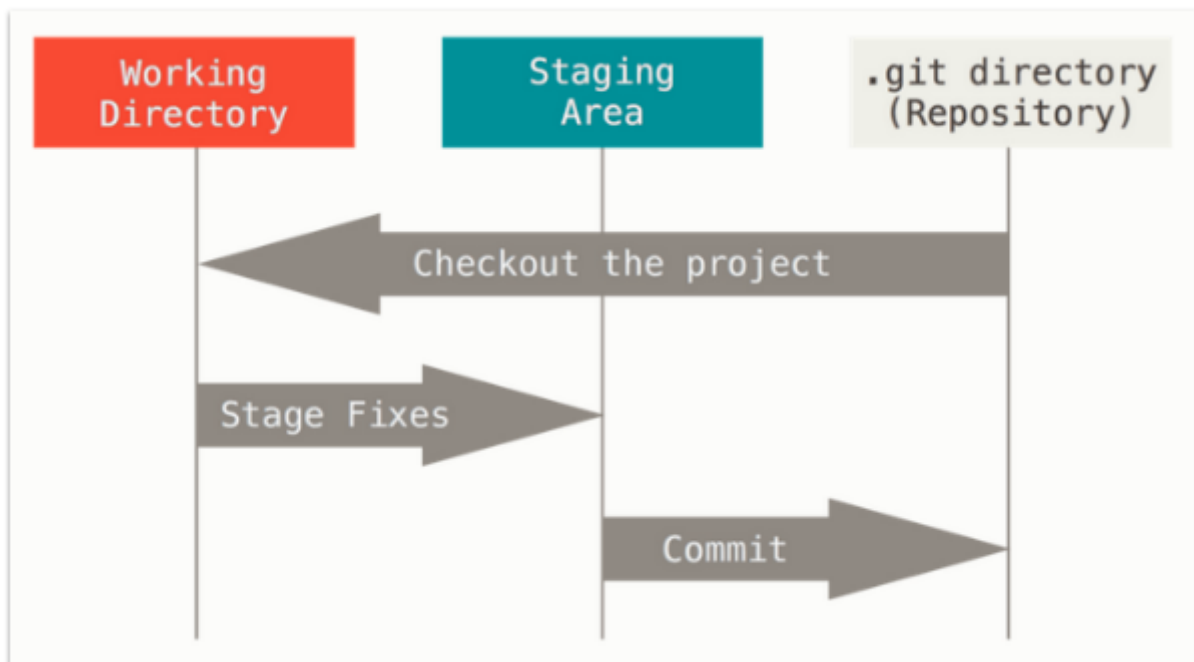 Working
Directory
Staging
Area
.git directory
(Repository)
Checkout the project
Stage Fixes
Commit